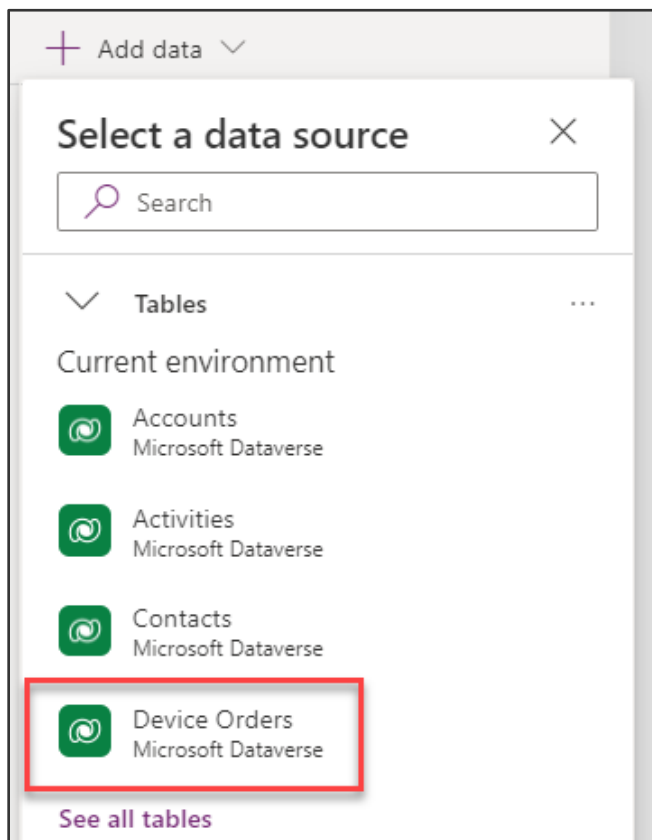 Add data
Select a data source
Search
Tables
Current environment
Accounts
Microsoft Dataverse
Activities
Microsoft Dataverse
Contacts
Microsoft Dataverse
Device Orders
Microsoft Dataverse
See all tables